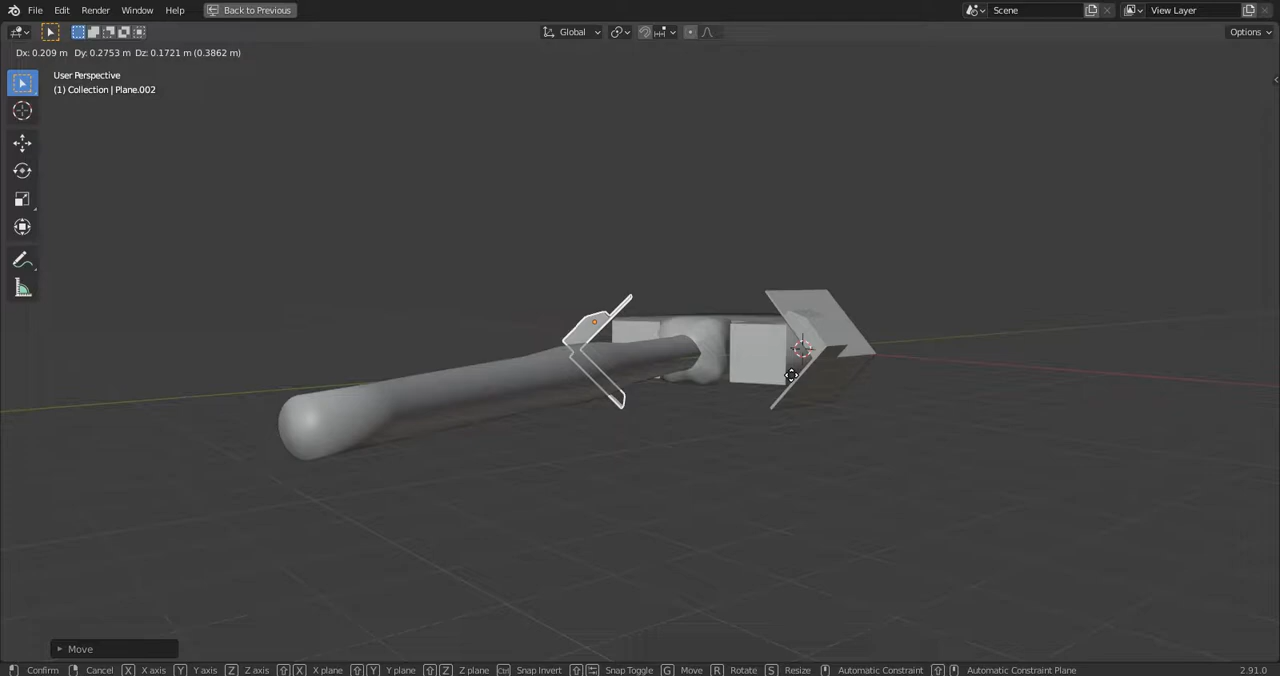 File Edit Render Window Help Back to Previous Scene View Layer
Global Options
Dx: 0.209 m Dy: 0.2753 m Dz: 0.1721 m (0.3862 m)
User Perspective
(1) Collection | Plane.002
Move
Confirm Cancel X X axis Y Y axis Z Z axis X X plane Y Y plane Z Z plane Ctrl Snap Invert Snap Toggle G Move R Rotate S Resize Automatic Constraint Automatic Constraint Plane 2.91.0